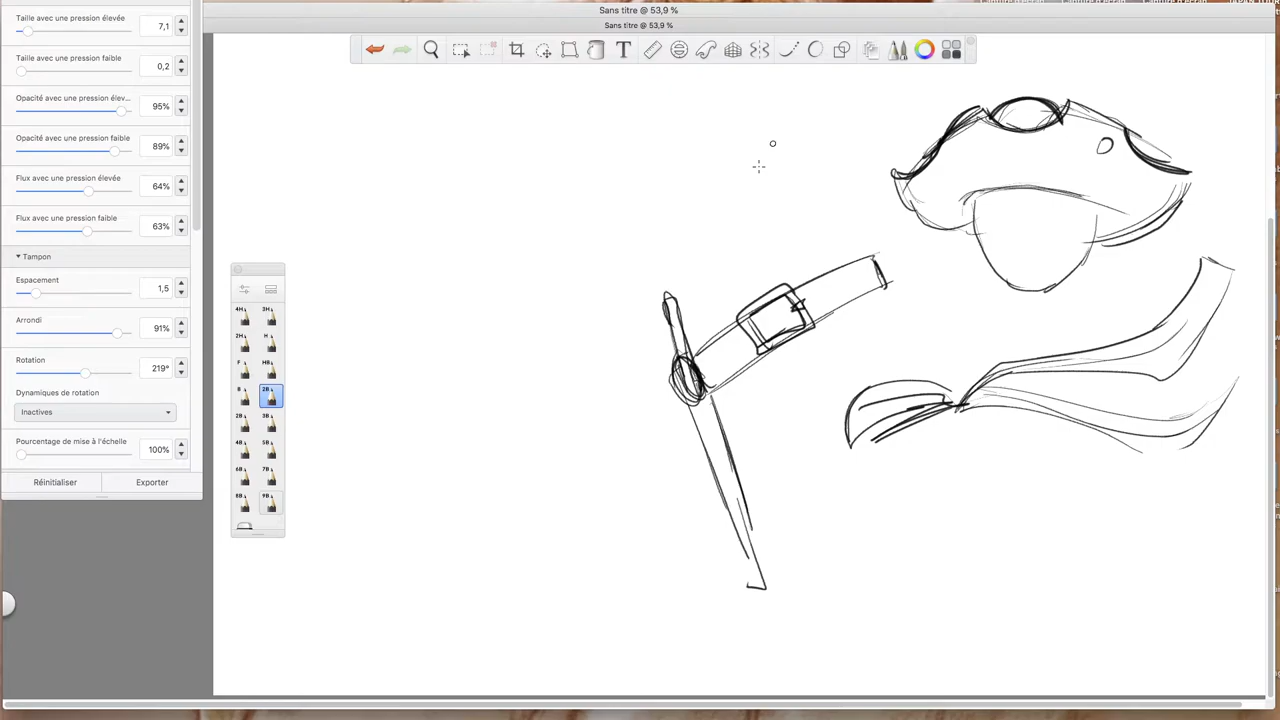 Sans titre @ 53,9 %
Sans titre @ 53,9 %
Taille avec une pression élevée 7,1
Taille avec une pression faible 0,2
Opacité avec une pression élev... 95%
Opacité avec une pression faible 89%
Flux avec une pression élevée 64%
Flux avec une pression faible 63%
Tampon
Espacement 1,5
Arrondi 91%
Rotation 219°
Dynamiques de rotation
Inactives
Pourcentage de mise à l'échelle 100%
Réinitialiser Exporter
T
4H 3H
2H H
F HB
B 2B
2B 3B
4B 5B
6B 7B
8B 9B